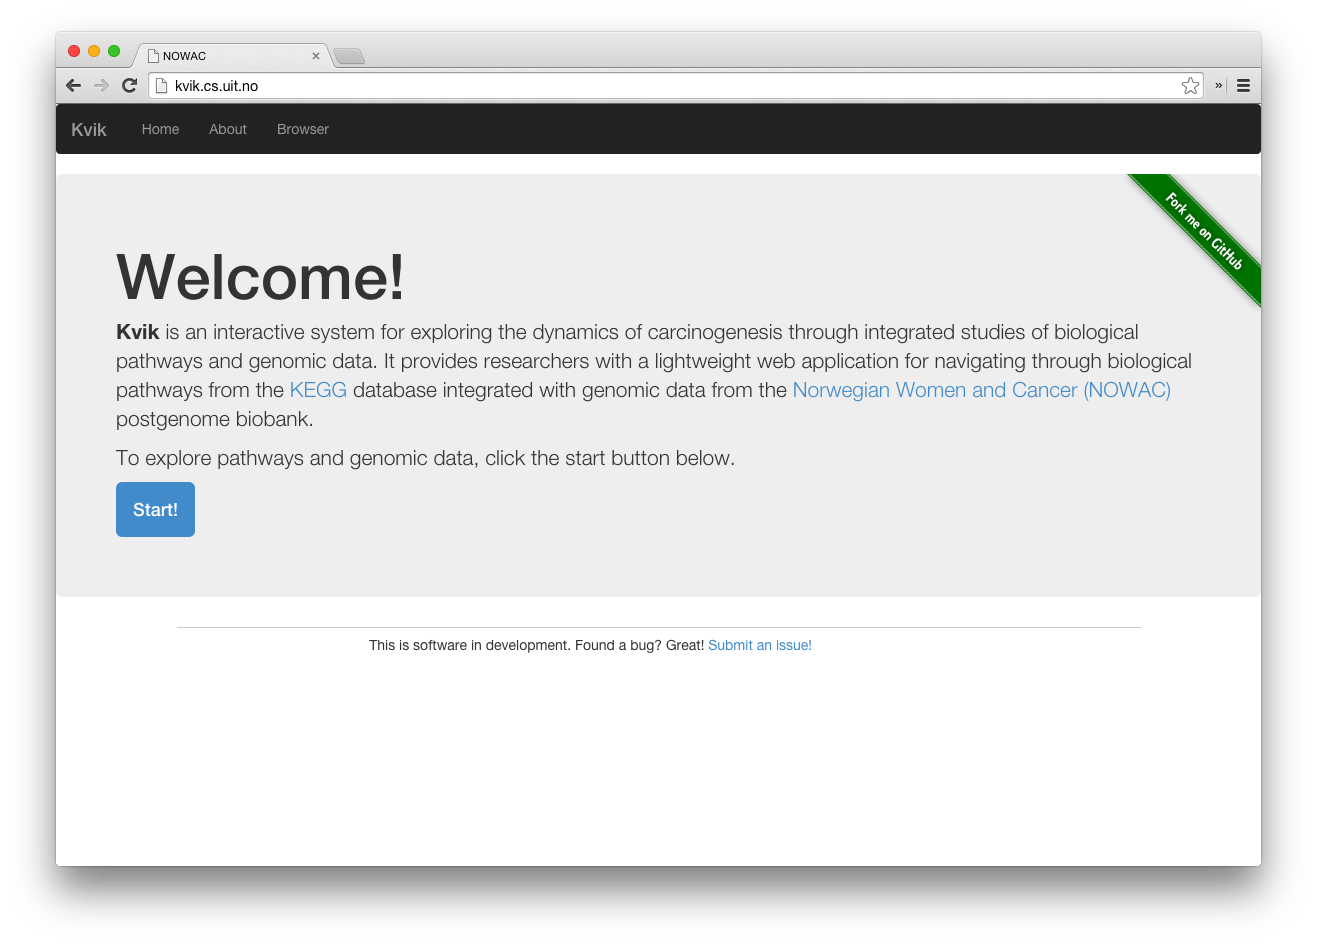 NOWAC
kvik.cs.uit.no
»
Kvik Home About Browser
Fork me on GitHub
Welcome!
Kvik is an interactive system for exploring the dynamics of carcinogenesis through integrated studies of biological
pathways and genomic data. It provides researchers with a lightweight web application for navigating through biological
pathways from the KEGG database integrated with genomic data from the Norwegian Women and Cancer (NOWAC)
postgenome biobank.
To explore pathways and genomic data, click the start button below.
Start!
This is software in development. Found a bug? Great! Submit an issue!